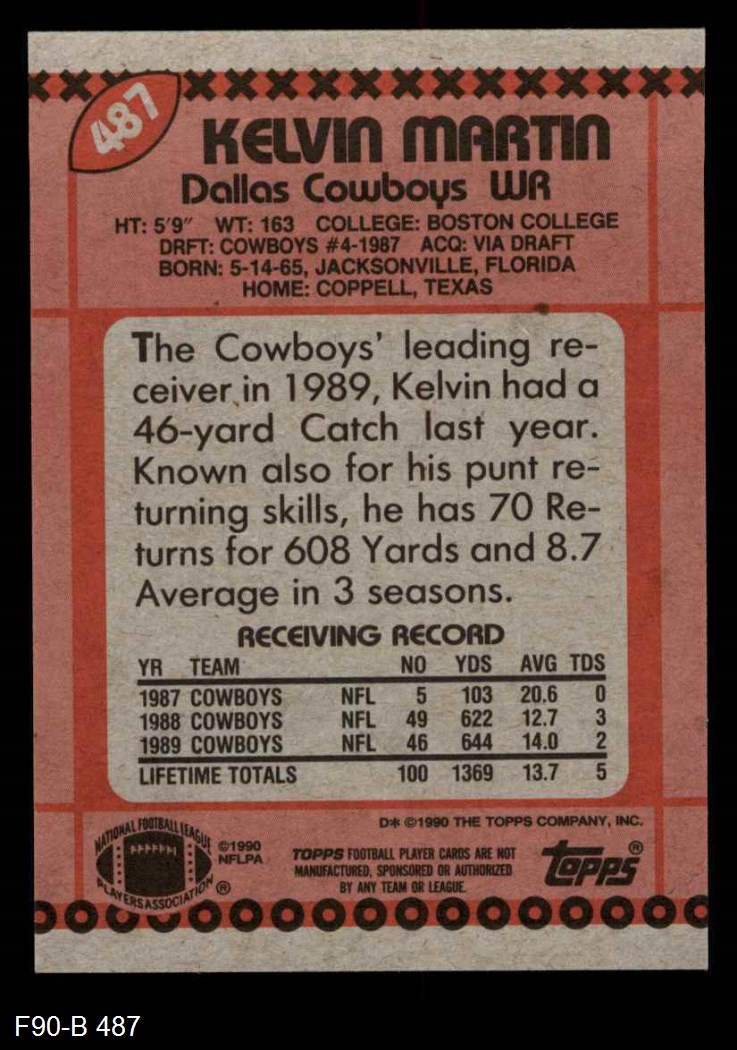 487
KELVIN MARTIN
Dallas Cowboys WR
HT: 5'9" WT: 163 COLLEGE: BOSTON COLLEGE
DRFT: COWBOYS #4-1987 ACQ: VIA DRAFT
BORN: 5-14-65, JACKSONVILLE, FLORIDA
HOME: COPPELL, TEXAS
The Cowboys' leading re-
ceiver in 1989, Kelvin had a
46-yard Catch last year.
Known also for his punt re-
turning skills, he has 70 Re-
turns for 608 Yards and 8.7
Average in 3 seasons.
RECEIVING RECORD
YR TEAM NO YDS AVG TDS
1987 COWBOYS NFL 5 103 20.6 0
1988 COWBOYS NFL 49 622 12.7 3
1989 COWBOYS NFL 46 644 14.0 2
LIFETIME TOTALS 100 1369 13.7 5
D* ©1990 THE TOPPS COMPANY, INC.
NATIONAL FOOTBALL LEAGUE
PLAYERS ASSOCIATION ®
©1990
NFLPA
TOPPS FOOTBALL PLAYER CARDS ARE NOT
MANUFACTURED, SPONSORED OR AUTHORIZED
BY ANY TEAM OR LEAGUE.
topps®
F90-B 487